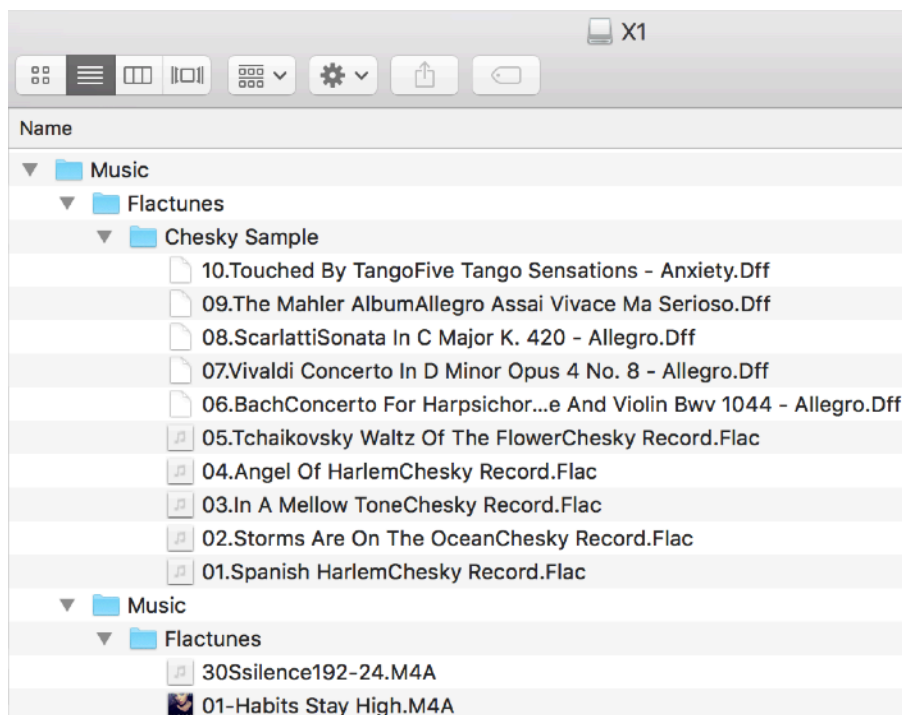 X1
Name
Music
Flactunes
Chesky Sample
10.Touched By TangoFive Tango Sensations - Anxiety.Dff
09.The Mahler AlbumAllegro Assai Vivace Ma Serioso.Dff
08.ScarlattiSonata In C Major K. 420 - Allegro.Dff
07.Vivaldi Concerto In D Minor Opus 4 No. 8 - Allegro.Dff
06.BachConcerto For Harpsichor...e And Violin Bwv 1044 - Allegro.Dff
05.Tchaikovsky Waltz Of The FlowerChesky Record.Flac
04.Angel Of HarlemChesky Record.Flac
03.In A Mellow ToneChesky Record.Flac
02.Storms Are On The OceanChesky Record.Flac
01.Spanish HarlemChesky Record.Flac
Music
Flactunes
30Ssilence192-24.M4A
01-Habits Stay High.M4A